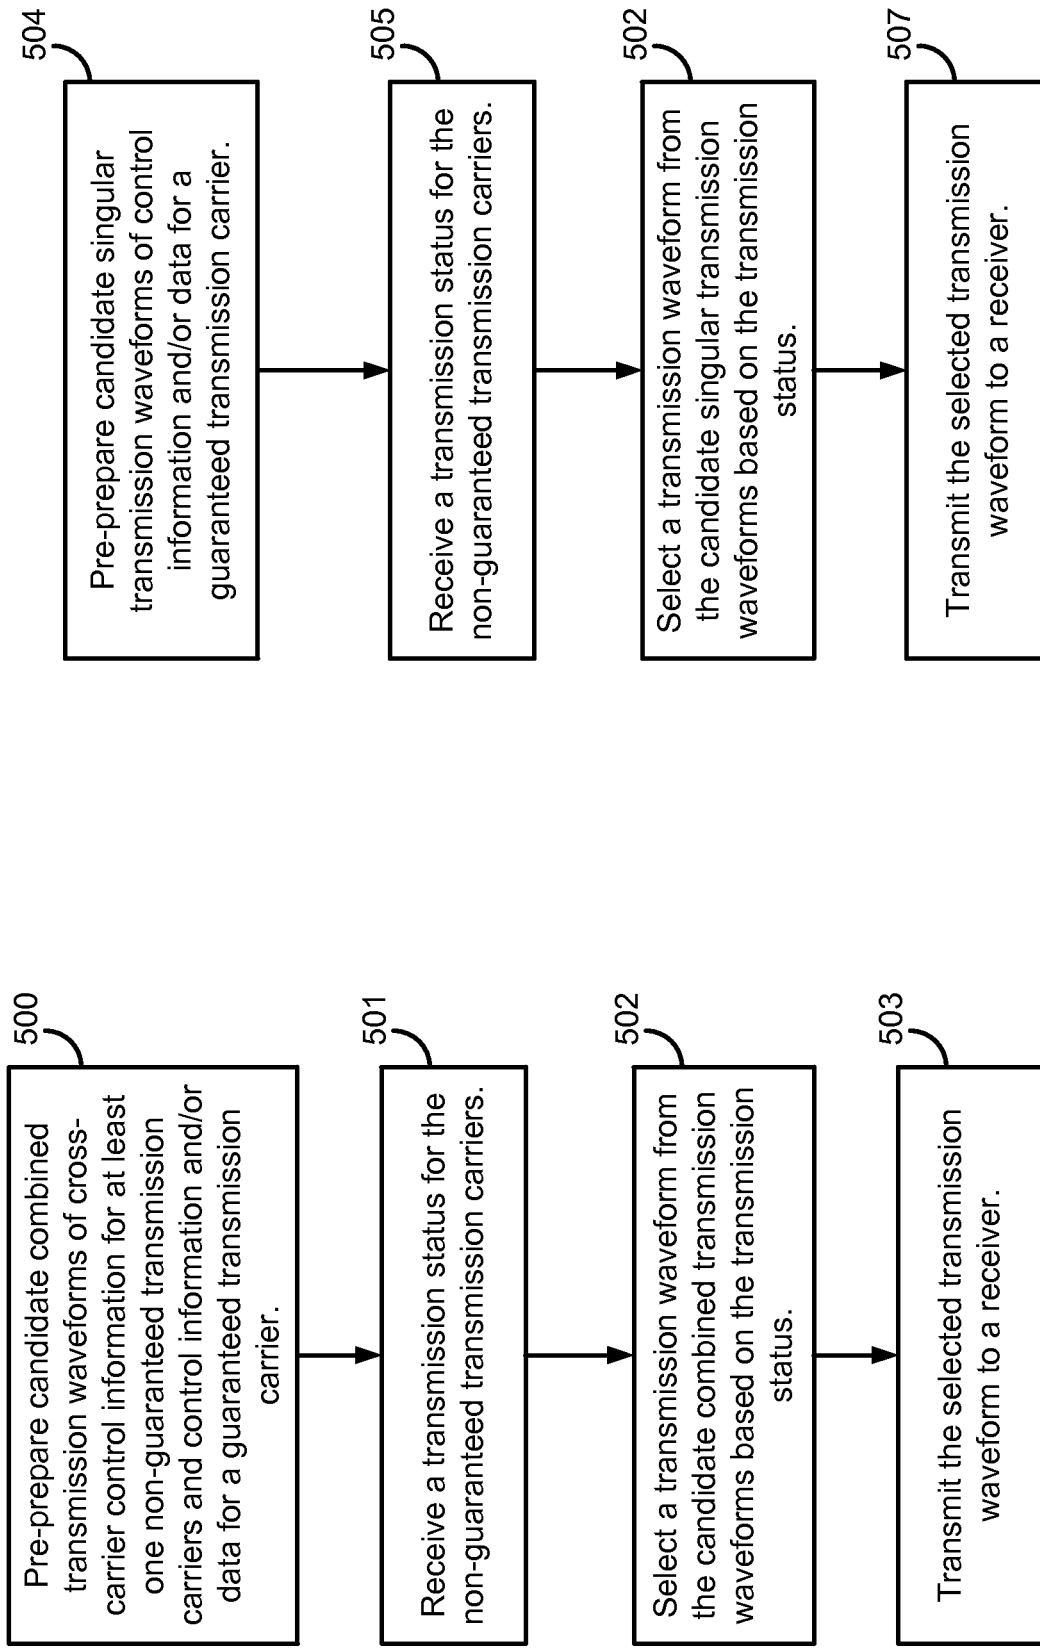 500
Pre-prepare candidate combined
transmission waveforms of cross-
carrier control information for at least
one non-guaranteed transmission
carriers and control information and/or
data for a guaranteed transmission
carrier.
501
Receive a transmission status for the
non-guaranteed transmission carriers.
502
Select a transmission waveform from
the candidate combined transmission
waveforms based on the transmission
status.
503
Transmit the selected transmission
waveform to a receiver.
504
Pre-prepare candidate singular
transmission waveforms of control
information and/or data for a
guaranteed transmission carrier.
505
Receive a transmission status for the
non-guaranteed transmission carriers.
502
Select a transmission waveform from
the candidate singular transmission
waveforms based on the transmission
status.
507
Transmit the selected transmission
waveform to a receiver.